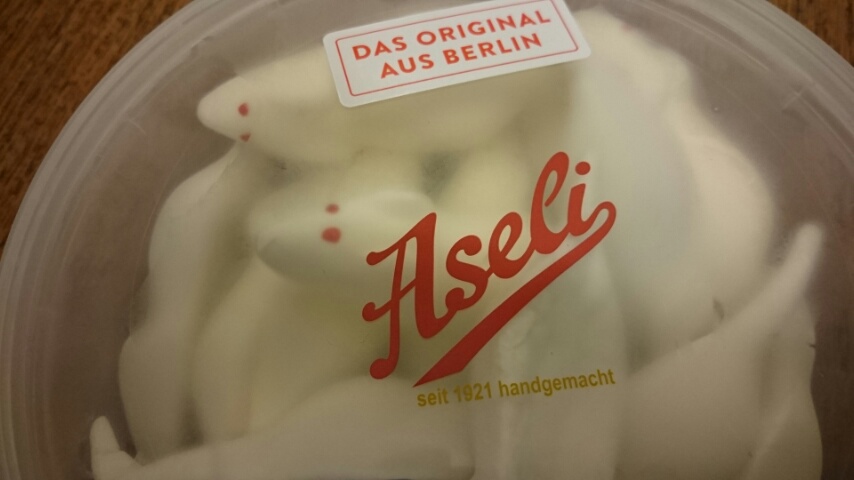 DAS ORIGINAL
AUS BERLIN
Aseli
seit 1921 handgemacht